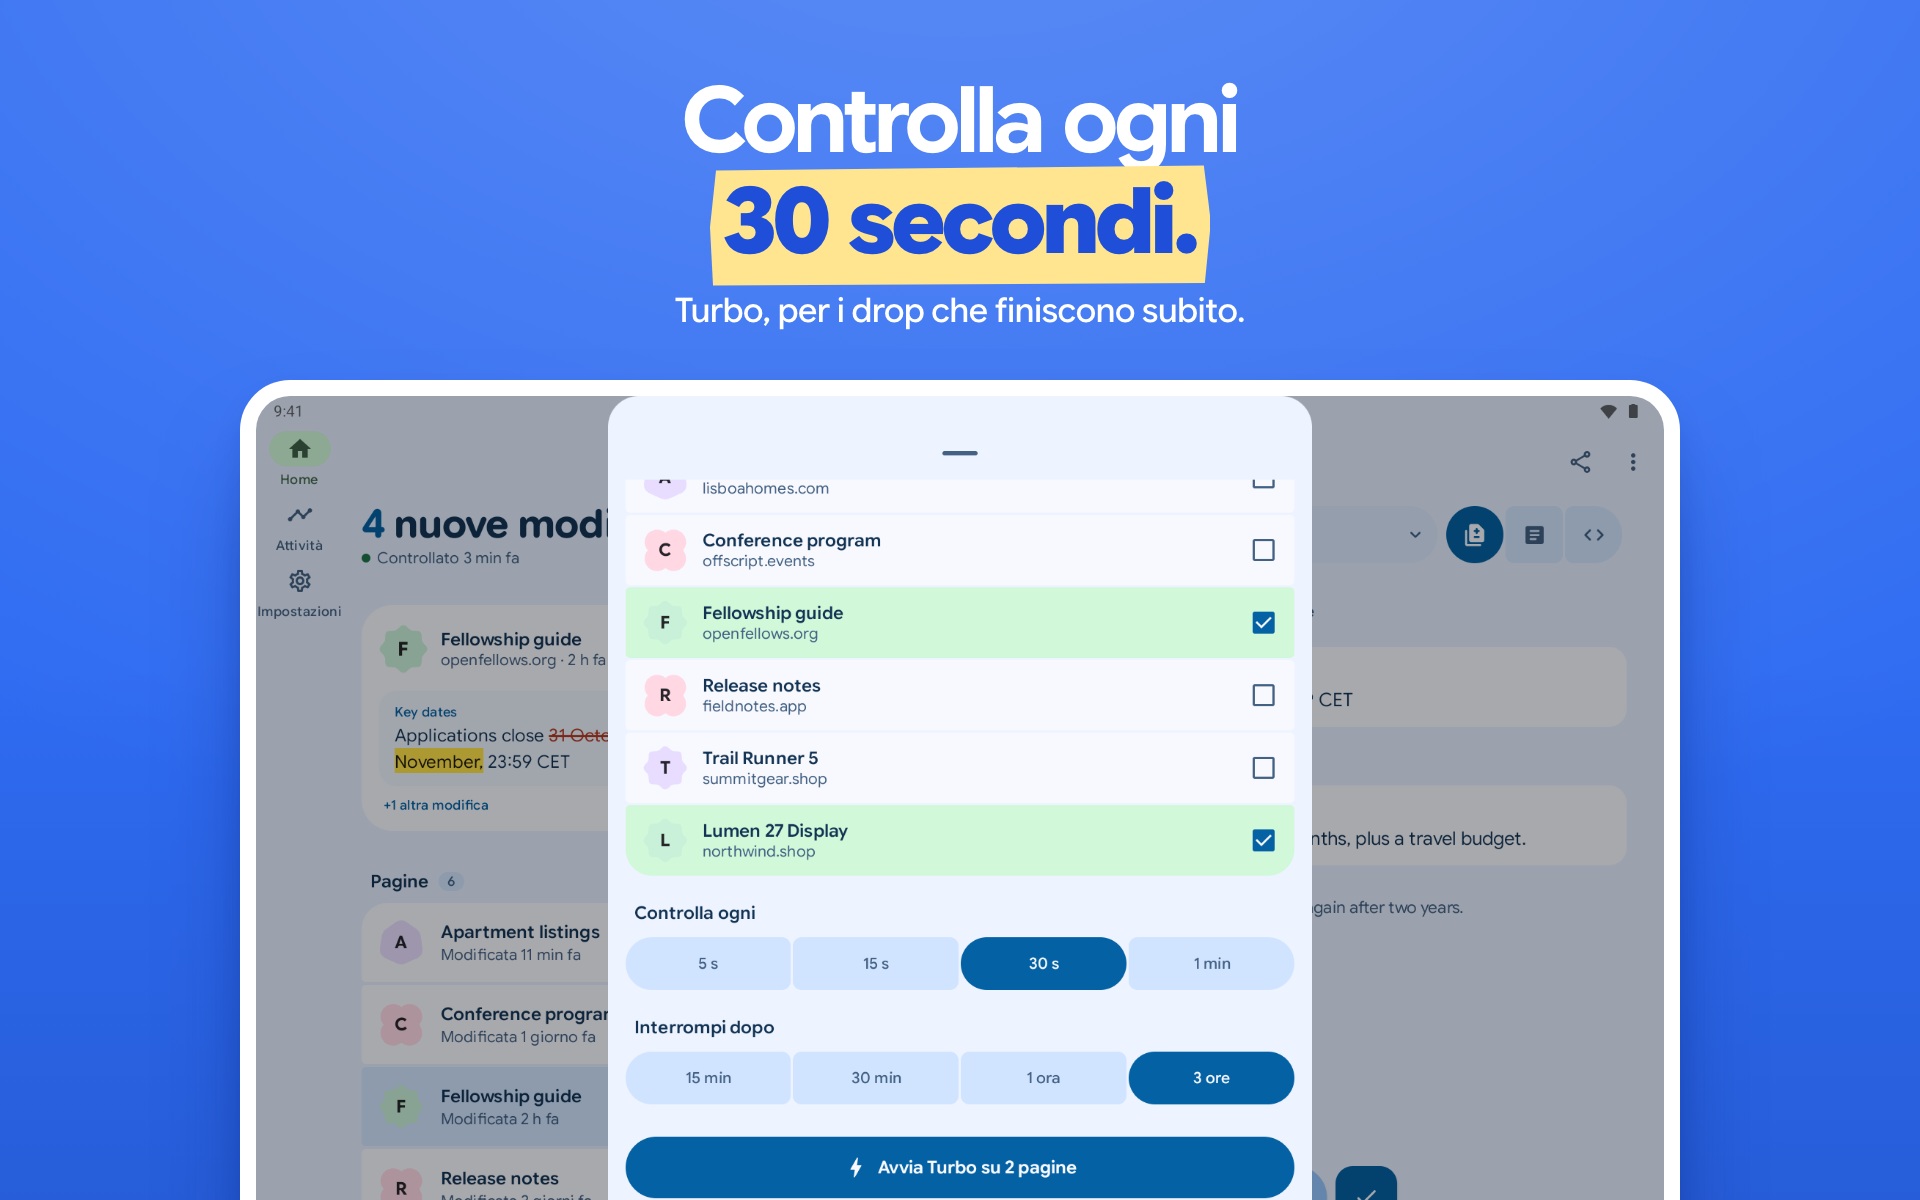 Controlla ogni
30 secondi.
Turbo, per i drop che finiscono subito.
9:41
Home
Attività
Impostazioni
4 nuove modi
Controllato 3 min fa
F
Fellowship guide
openfellows.org · 2 h fa
Key dates
Applications close 31 Octo
November, 23:59 CET
+1 altra modifica
Pagine 6
A
Apartment listings
Modificata 11 min fa
C
Conference program
Modificata 1 giorno fa
F
Fellowship guide
Modificata 2 h fa
R
Release notes
lisboahomes.com
C
Conference program
offscript.events
F
Fellowship guide
openfellows.org
R
Release notes
fieldnotes.app
T
Trail Runner 5
summitgear.shop
L
Lumen 27 Display
northwind.shop
Controlla ogni
5 s
15 s
30 s
1 min
Interrompi dopo
15 min
30 min
1 ora
3 ore
Avvia Turbo su 2 pagine
CET
nths, plus a travel budget.
gain after two years.